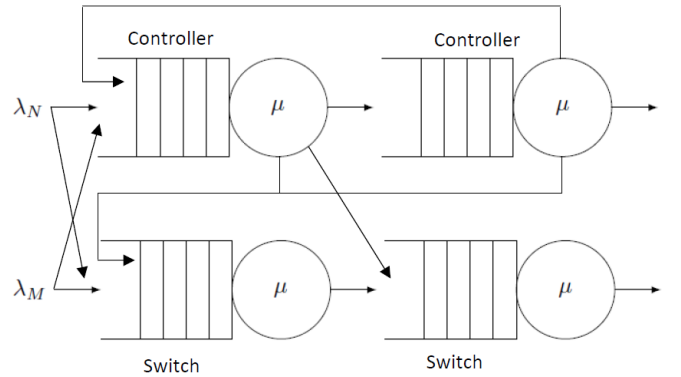 Controller
Controller
λN
μ
μ
λM
μ
μ
Switch
Switch